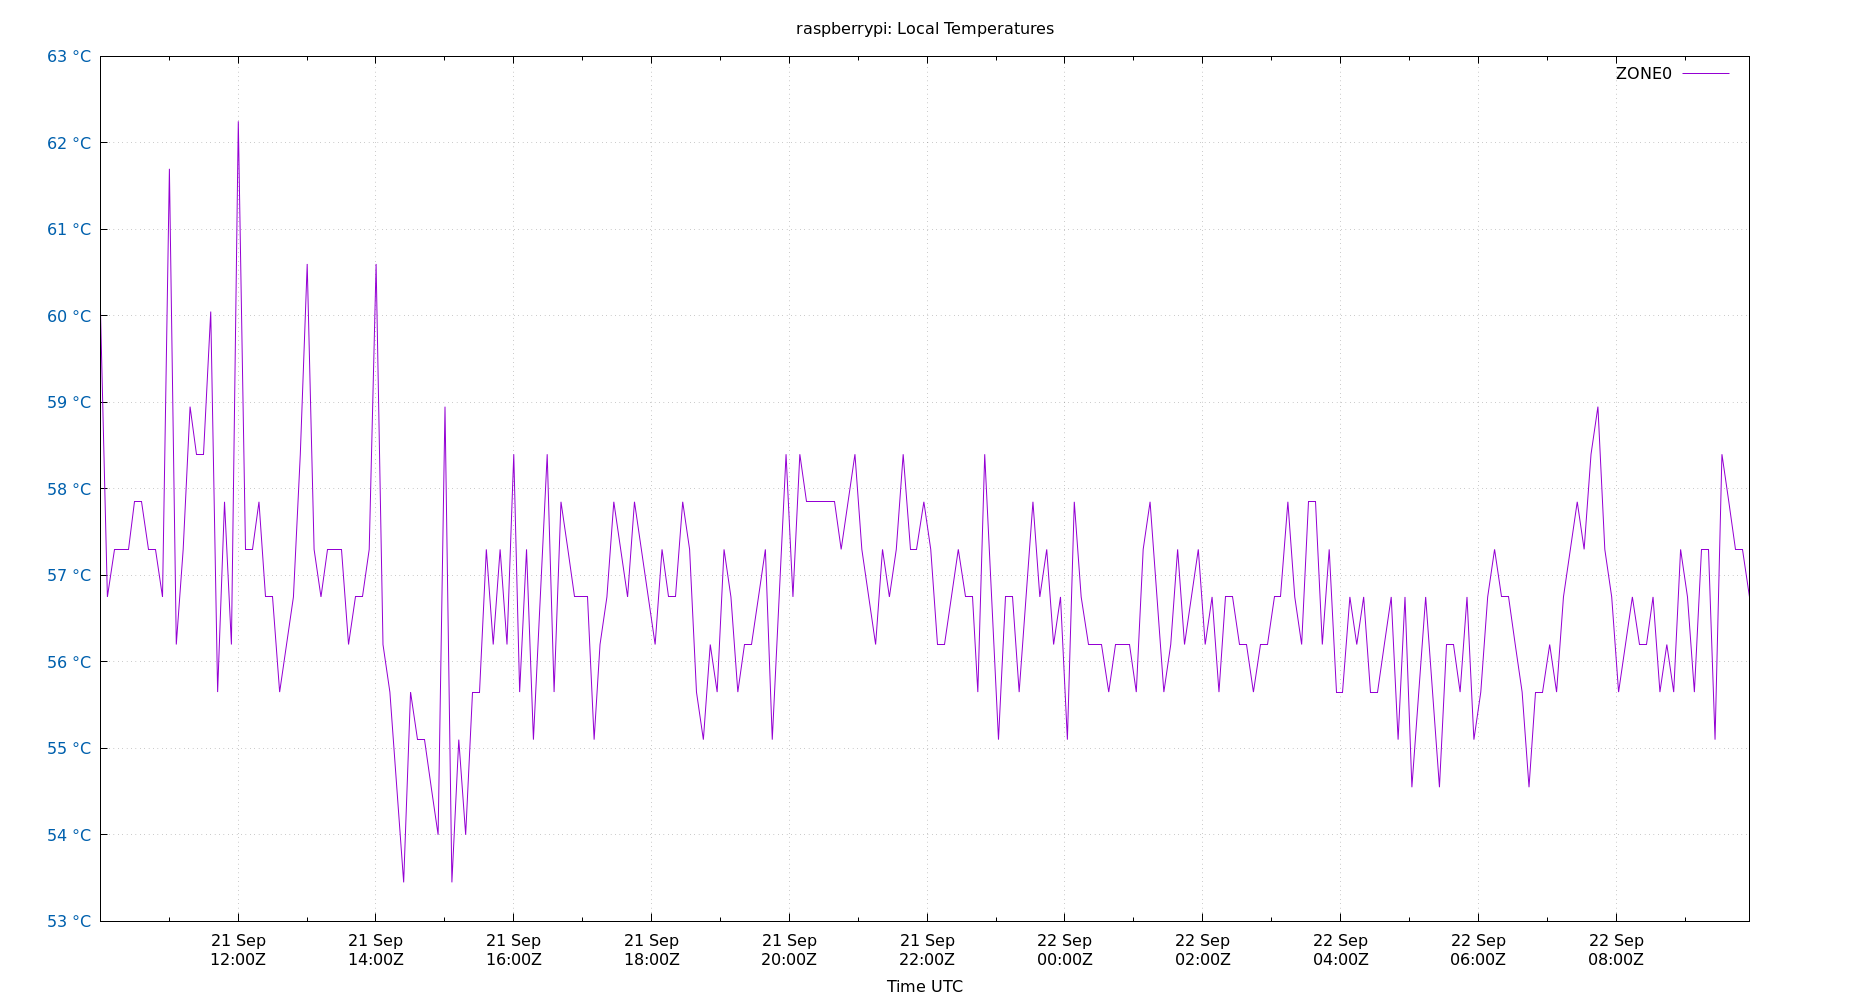 raspberrypi: Local Temperatures
63 °C
ZONE0
62 °C
61 °C
60 °C
59 °C
58 °C
57 °C
56 °C
55 °C
54 °C
53 °C
21 Sep 21 Sep 21 Sep 21 Sep 21 Sep 21 Sep 22 Sep 22 Sep 22 Sep 22 Sep 22 Sep
12:00Z 14:00Z 16:00Z 18:00Z 20:00Z 22:00Z 00:00Z 02:00Z 04:00Z 06:00Z 08:00Z
Time UTC